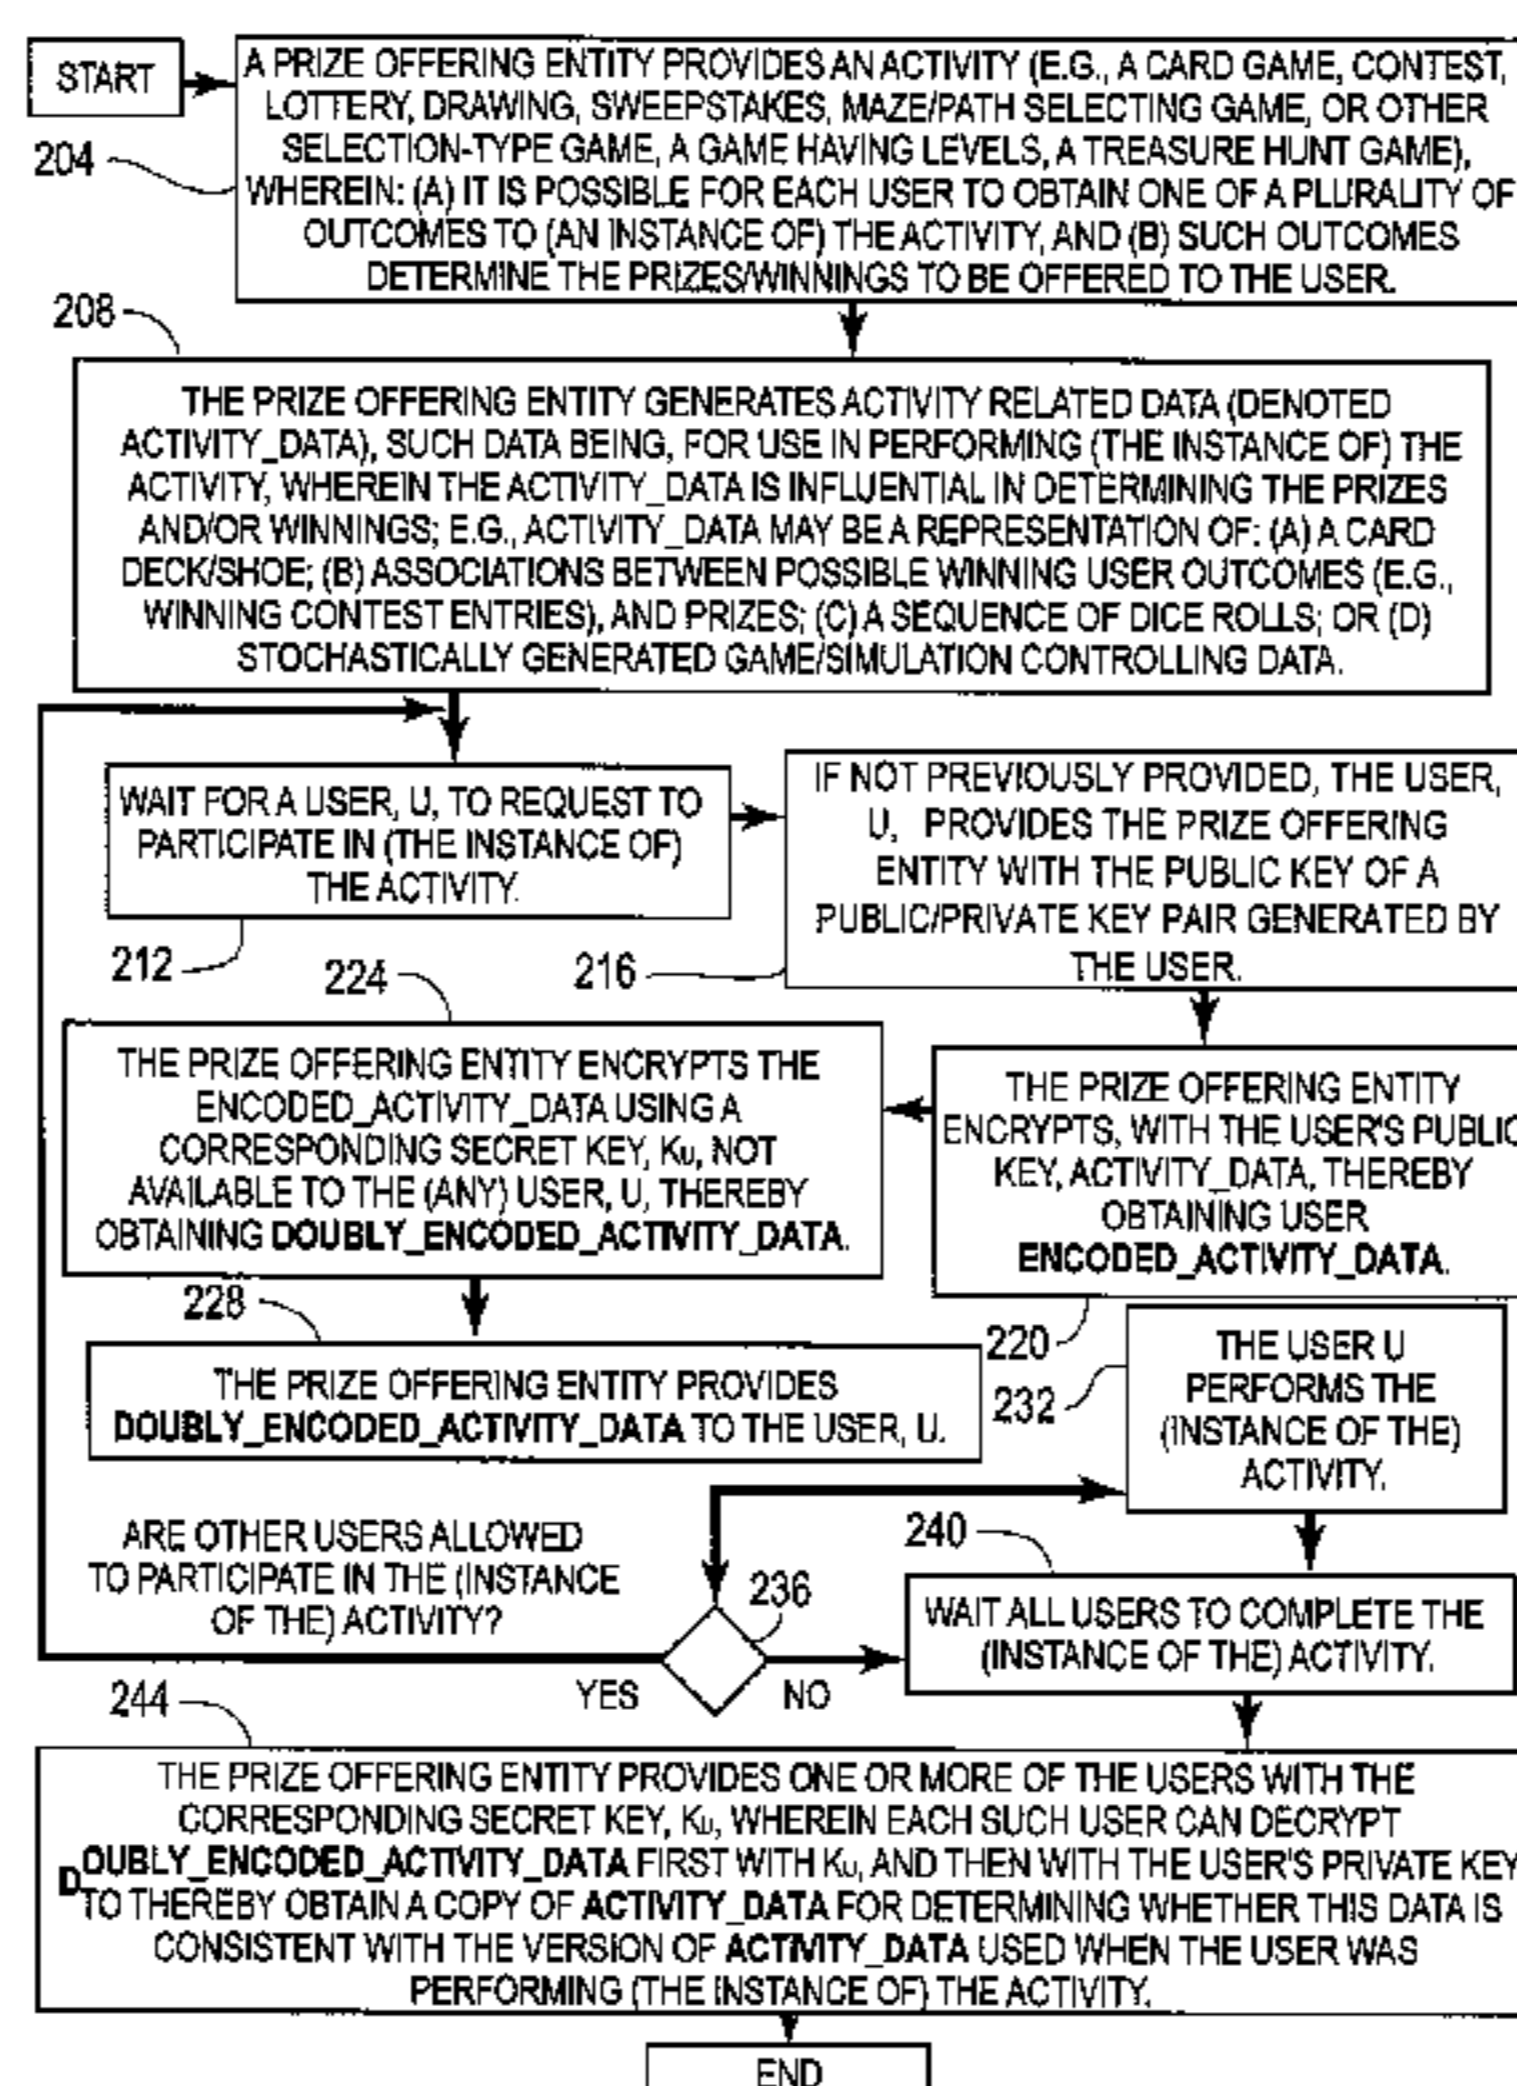 START
A PRIZE OFFERING ENTITY PROVIDES AN ACTIVITY (E.G., A CARD GAME, CONTEST,
LOTTERY, DRAWING, SWEEPSTAKES, MAZE/PATH SELECTING GAME, OR OTHER
SELECTION-TYPE GAME, A GAME HAVING LEVELS, A TREASURE HUNT GAME),
WHEREIN: (A) IT IS POSSIBLE FOR EACH USER TO OBTAIN ONE OF A PLURALITY OF
OUTCOMES TO (AN INSTANCE OF) THE ACTIVITY, AND (B) SUCH OUTCOMES
DETERMINE THE PRIZES/WINNINGS TO BE OFFERED TO THE USER.
204
208
THE PRIZE OFFERING ENTITY GENERATES ACTIVITY RELATED DATA (DENOTED
ACTIVITY_DATA), SUCH DATA BEING, FOR USE IN PERFORMING (THE INSTANCE OF) THE
ACTIVITY, WHEREIN THE ACTIVITY_DATA IS INFLUENTIAL IN DETERMINING THE PRIZES
AND/OR WINNINGS; E.G., ACTIVITY_DATA MAY BE A REPRESENTATION OF: (A) A CARD
DECK/SHOE; (B) ASSOCIATIONS BETWEEN POSSIBLE WINNING USER OUTCOMES (E.G.,
WINNING CONTEST ENTRIES), AND PRIZES; (C) A SEQUENCE OF DICE ROLLS; OR (D)
STOCHASTICALLY GENERATED GAME/SIMULATION CONTROLLING DATA.
WAIT FOR A USER, U, TO REQUEST TO
PARTICIPATE IN (THE INSTANCE OF)
THE ACTIVITY.
212
IF NOT PREVIOUSLY PROVIDED, THE USER,
U, PROVIDES THE PRIZE OFFERING
ENTITY WITH THE PUBLIC KEY OF A
PUBLIC/PRIVATE KEY PAIR GENERATED BY
THE USER.
216
224
THE PRIZE OFFERING ENTITY ENCRYPTS THE
ENCODED_ACTIVITY_DATA USING A
CORRESPONDING SECRET KEY, KU, NOT
AVAILABLE TO THE (ANY) USER, U, THEREBY
OBTAINING DOUBLY_ENCODED_ACTIVITY_DATA.
THE PRIZE OFFERING ENTITY
ENCRYPTS, WITH THE USER'S PUBLIC
KEY, ACTIVITY_DATA, THEREBY
OBTAINING USER
ENCODED_ACTIVITY_DATA.
220
228
THE PRIZE OFFERING ENTITY PROVIDES
DOUBLY_ENCODED_ACTIVITY_DATA TO THE USER, U.
232
THE USER U
PERFORMS THE
(INSTANCE OF THE)
ACTIVITY.
ARE OTHER USERS ALLOWED
TO PARTICIPATE IN THE (INSTANCE
OF THE) ACTIVITY?
236
YES
NO
240
WAIT ALL USERS TO COMPLETE THE
(INSTANCE OF THE) ACTIVITY.
244
THE PRIZE OFFERING ENTITY PROVIDES ONE OR MORE OF THE USERS WITH THE
CORRESPONDING SECRET KEY, KU, WHEREIN EACH SUCH USER CAN DECRYPT
DOUBLY_ENCODED_ACTIVITY_DATA FIRST WITH KU, AND THEN WITH THE USER'S PRIVATE KEY
TO THEREBY OBTAIN A COPY OF ACTIVITY_DATA FOR DETERMINING WHETHER THIS DATA IS
CONSISTENT WITH THE VERSION OF ACTIVITY_DATA USED WHEN THE USER WAS
PERFORMING (THE INSTANCE OF) THE ACTIVITY.
END